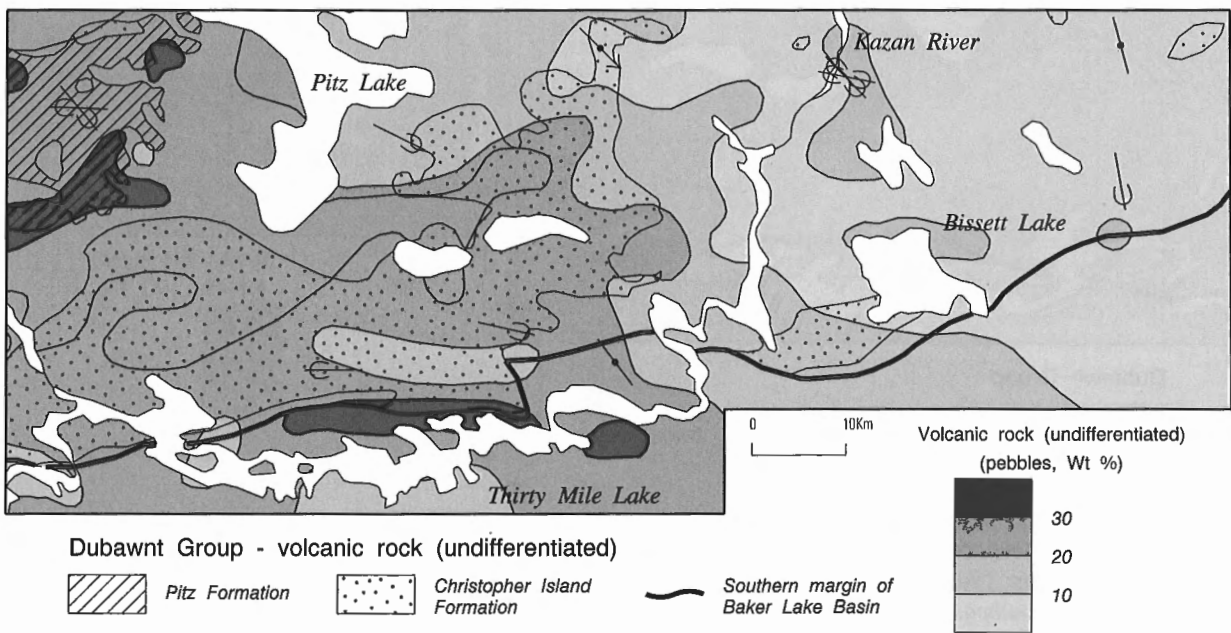 Kazan River
Pitz Lake
Bissett Lake
Thirty Mile Lake
0 10Km
Volcanic rock (undifferentiated)
(pebbles, Wt %)
30
20
10
Dubawnt Group - volcanic rock (undifferentiated)
Pitz Formation
Christopher Island
Formation
Southern margin of
Baker Lake Basin